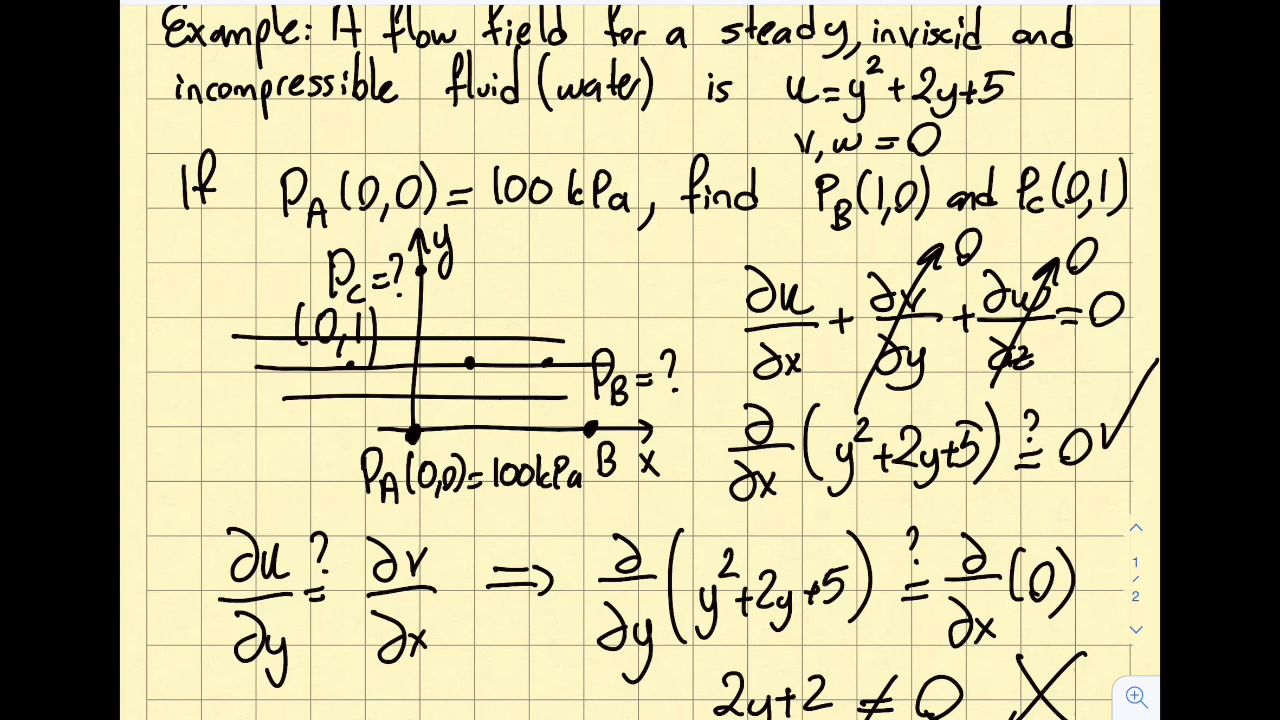 Example: A flow field for a steady, inviscid and
incompressible fluid (water) is u = y² + 2y + 5
v, w = 0
If P_A (0,0) = 100 kPa, find P_B (1,0) and P_C (0,1)
y
P_C = ?
(0,1)
P_B = ?
P_A (0,0) = 100kPa B x
∂u/∂x + ∂v/∂y + ∂w/∂z = 0
0 0
∂/∂x (y² + 2y + 5) ?= 0 ✓
∂u/∂y ?= ∂v/∂x ⇒ ∂/∂y (y² + 2y + 5) ?= ∂/∂x (0)
2y + 2 ≠ 0 X
1
/
2